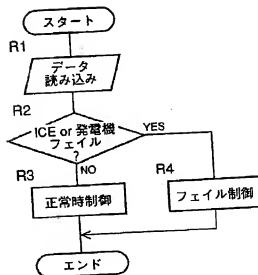 スタート
R1
データ
読み込み
R2
ICE or 発電機
フェイル
?
YES
NO
R3
正常時制御
R4
フェイル制御
エンド